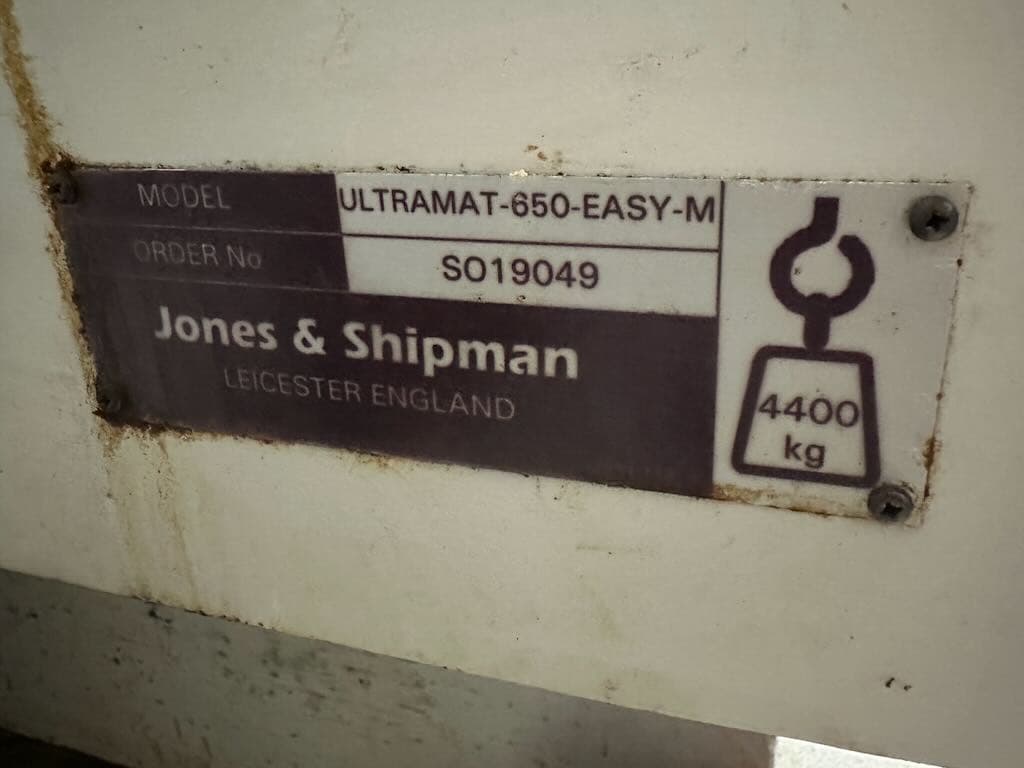 MODEL ULTRAMAT-650-EASY-M
ORDER No SO19049
Jones & Shipman
LEICESTER ENGLAND
4400
kg